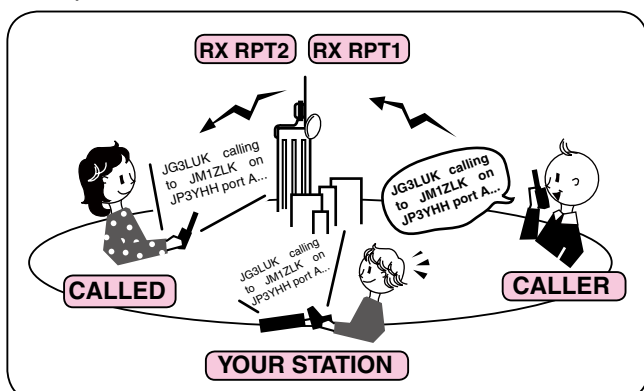 RX RPT2 RX RPT1
JG3LUK calling
to JM1ZLK on
JP3YHH port A...
JG3LUK calling
to JM1ZLK on
JP3YHH port A...
CALLED
JG3LUK calling
to JM1ZLK on
JP3YHH port A...
CALLER
YOUR STATION